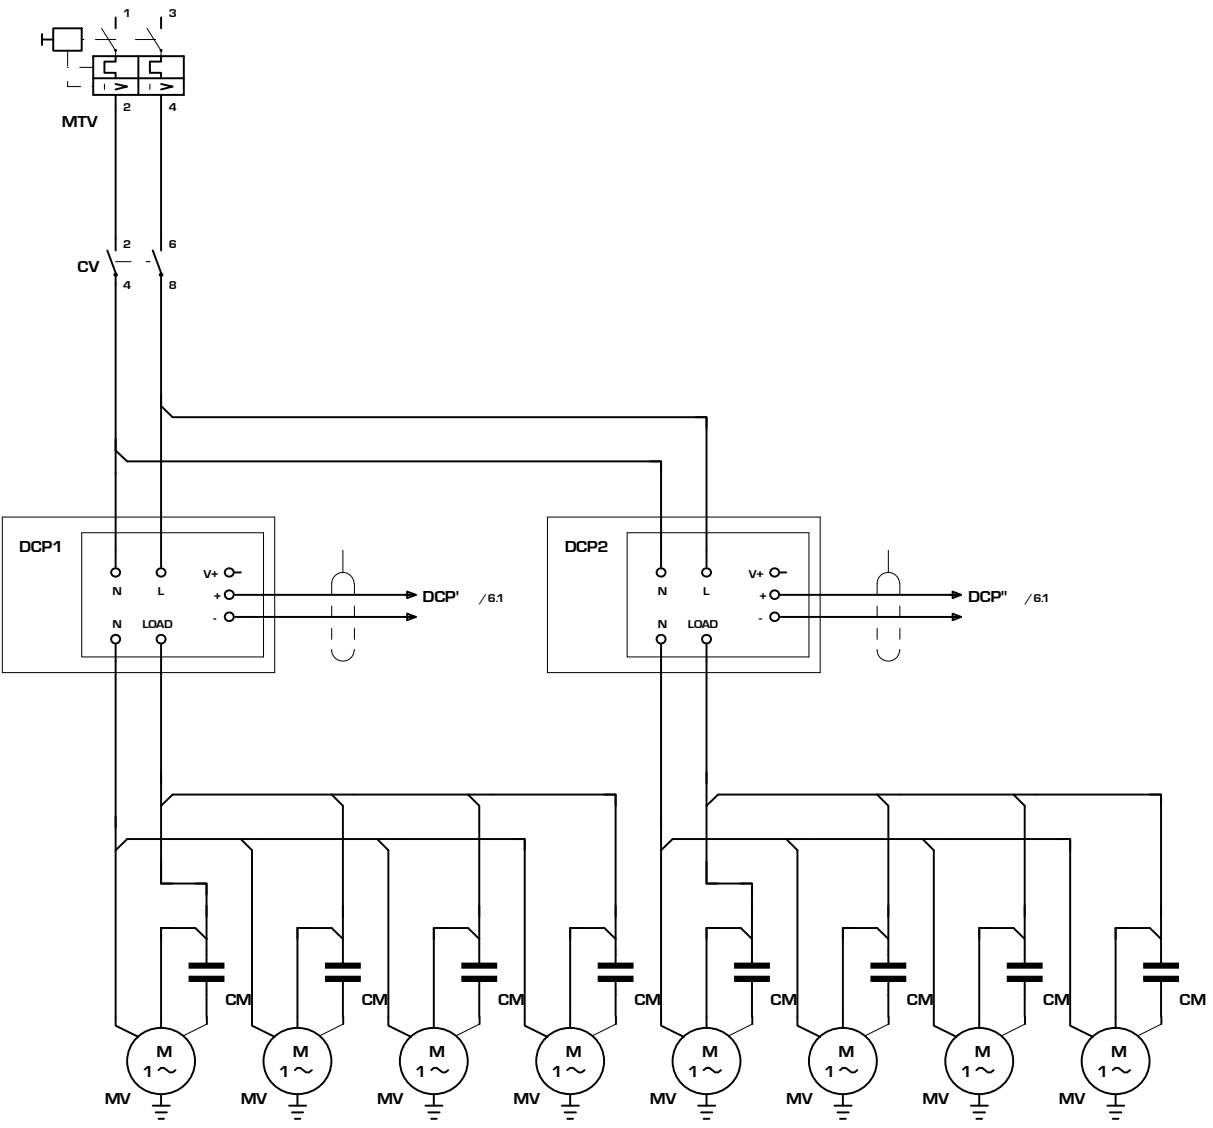 1 3
2 4
MTV
2 6
CV
4 8
DCP1 DCP2
V+ V+
N L N L
+ DCP' /6.1 + DCP" /6.1
- -
N LOAD N LOAD
CM CM CM CM CM CM CM CM
M M M M M M M M
1~ 1~ 1~ 1~ 1~ 1~ 1~ 1~
MV MV MV MV MV MV MV MV